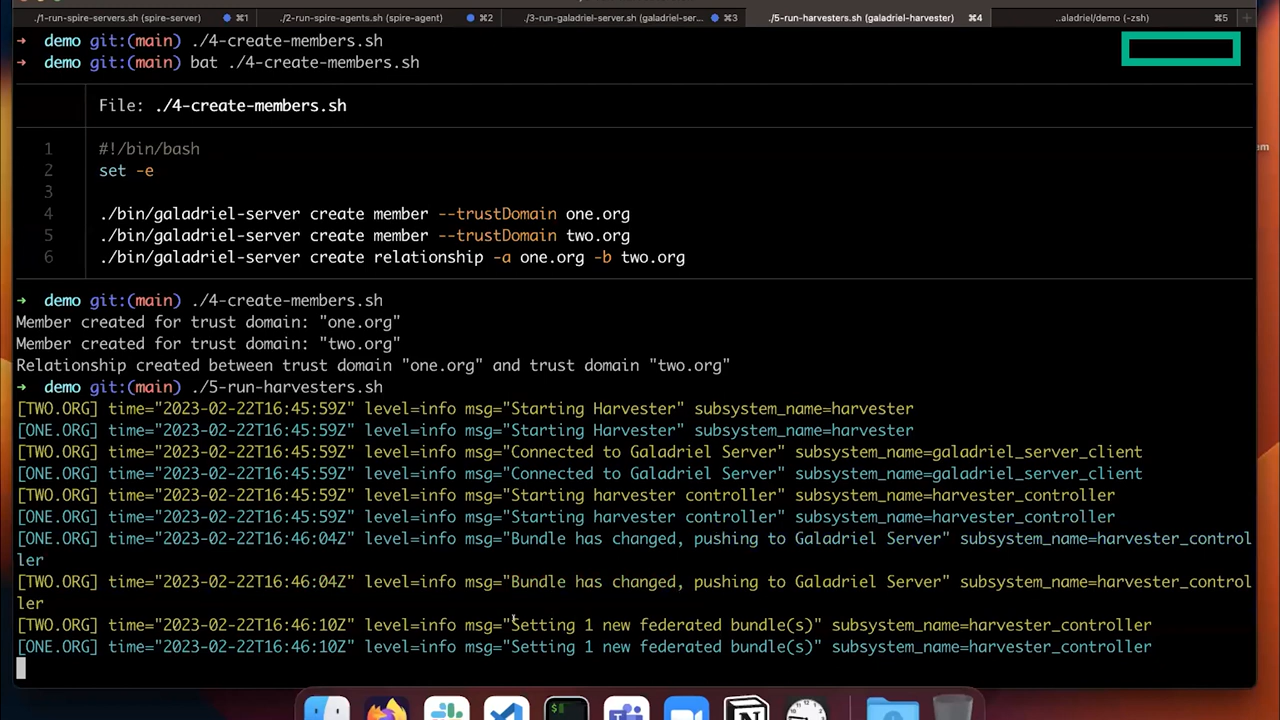 ./1-run-spire-servers.sh (spire-server) ⌘1 ./2-run-spire-agents.sh (spire-agent) ⌘2 ./3-run-galadriel-server.sh (galadriel-ser... ⌘3 ./5-run-harvesters.sh (galadriel-harvester) ⌘4 ..aladriel/demo (-zsh) ⌘5
→ demo git:(main) ./4-create-members.sh
→ demo git:(main) bat ./4-create-members.sh
File: ./4-create-members.sh
1 #!/bin/bash
2 set -e
3
4 ./bin/galadriel-server create member --trustDomain one.org
5 ./bin/galadriel-server create member --trustDomain two.org
6 ./bin/galadriel-server create relationship -a one.org -b two.org
→ demo git:(main) ./4-create-members.sh
Member created for trust domain: "one.org"
Member created for trust domain: "two.org"
Relationship created between trust domain "one.org" and trust domain "two.org"
→ demo git:(main) ./5-run-harvesters.sh
[TWO.ORG] time="2023-02-22T16:45:59Z" level=info msg="Starting Harvester" subsystem_name=harvester
[ONE.ORG] time="2023-02-22T16:45:59Z" level=info msg="Starting Harvester" subsystem_name=harvester
[TWO.ORG] time="2023-02-22T16:45:59Z" level=info msg="Connected to Galadriel Server" subsystem_name=galadriel_server_client
[ONE.ORG] time="2023-02-22T16:45:59Z" level=info msg="Connected to Galadriel Server" subsystem_name=galadriel_server_client
[TWO.ORG] time="2023-02-22T16:45:59Z" level=info msg="Starting harvester controller" subsystem_name=harvester_controller
[ONE.ORG] time="2023-02-22T16:45:59Z" level=info msg="Starting harvester controller" subsystem_name=harvester_controller
[ONE.ORG] time="2023-02-22T16:46:04Z" level=info msg="Bundle has changed, pushing to Galadriel Server" subsystem_name=harvester_control
ler
[TWO.ORG] time="2023-02-22T16:46:04Z" level=info msg="Bundle has changed, pushing to Galadriel Server" subsystem_name=harvester_control
ler
[TWO.ORG] time="2023-02-22T16:46:10Z" level=info msg="Setting 1 new federated bundle(s)" subsystem_name=harvester_controller
[ONE.ORG] time="2023-02-22T16:46:10Z" level=info msg="Setting 1 new federated bundle(s)" subsystem_name=harvester_controller